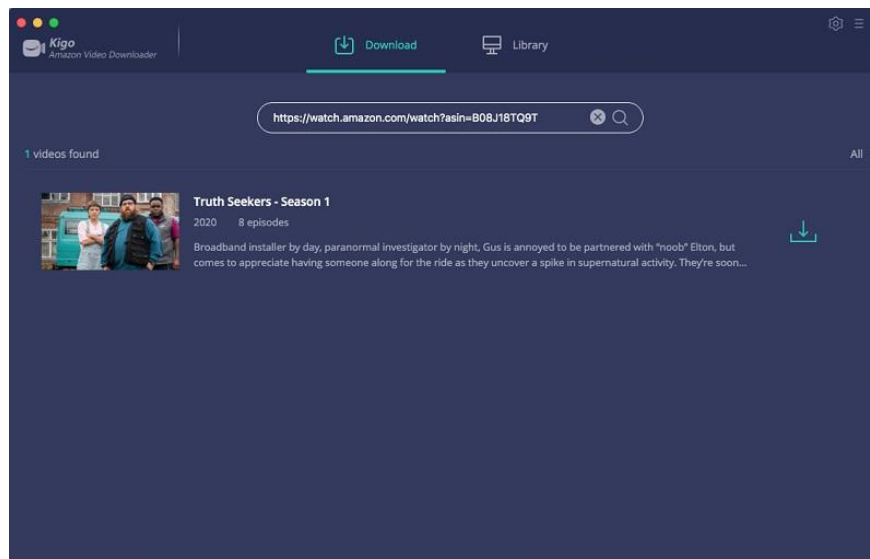 Kigo
Amazon Video Downloader
Download
Library
https://watch.amazon.com/watch?asin=B08J18TQ9T
1 videos found
All
Truth Seekers - Season 1
2020 8 episodes
Broadband installer by day, paranormal investigator by night, Gus is annoyed to be partnered with “noob” Elton, but
comes to appreciate having someone along for the ride as they uncover a spike in supernatural activity. They’re soon...